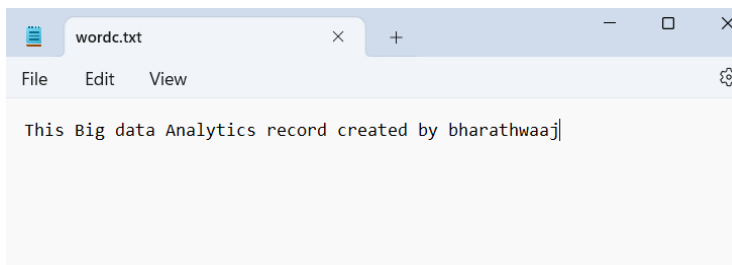 wordc.txt
File Edit View
This Big data Analytics record created by bharathwaaj